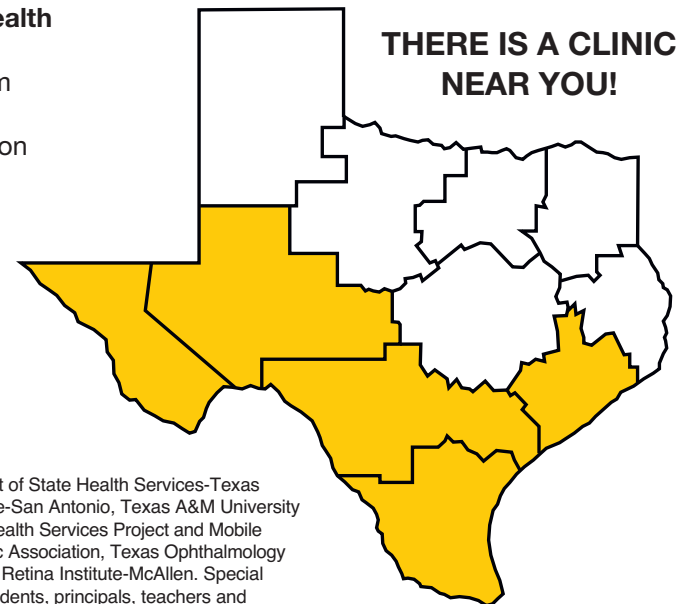 ealth
m
on
THERE IS A CLINIC
NEAR YOU!
t of State Health Services-Texas
e-San Antonio, Texas A&M University
ealth Services Project and Mobile
c Association, Texas Ophthalmology
Retina Institute-McAllen. Special
dents, principals, teachers and